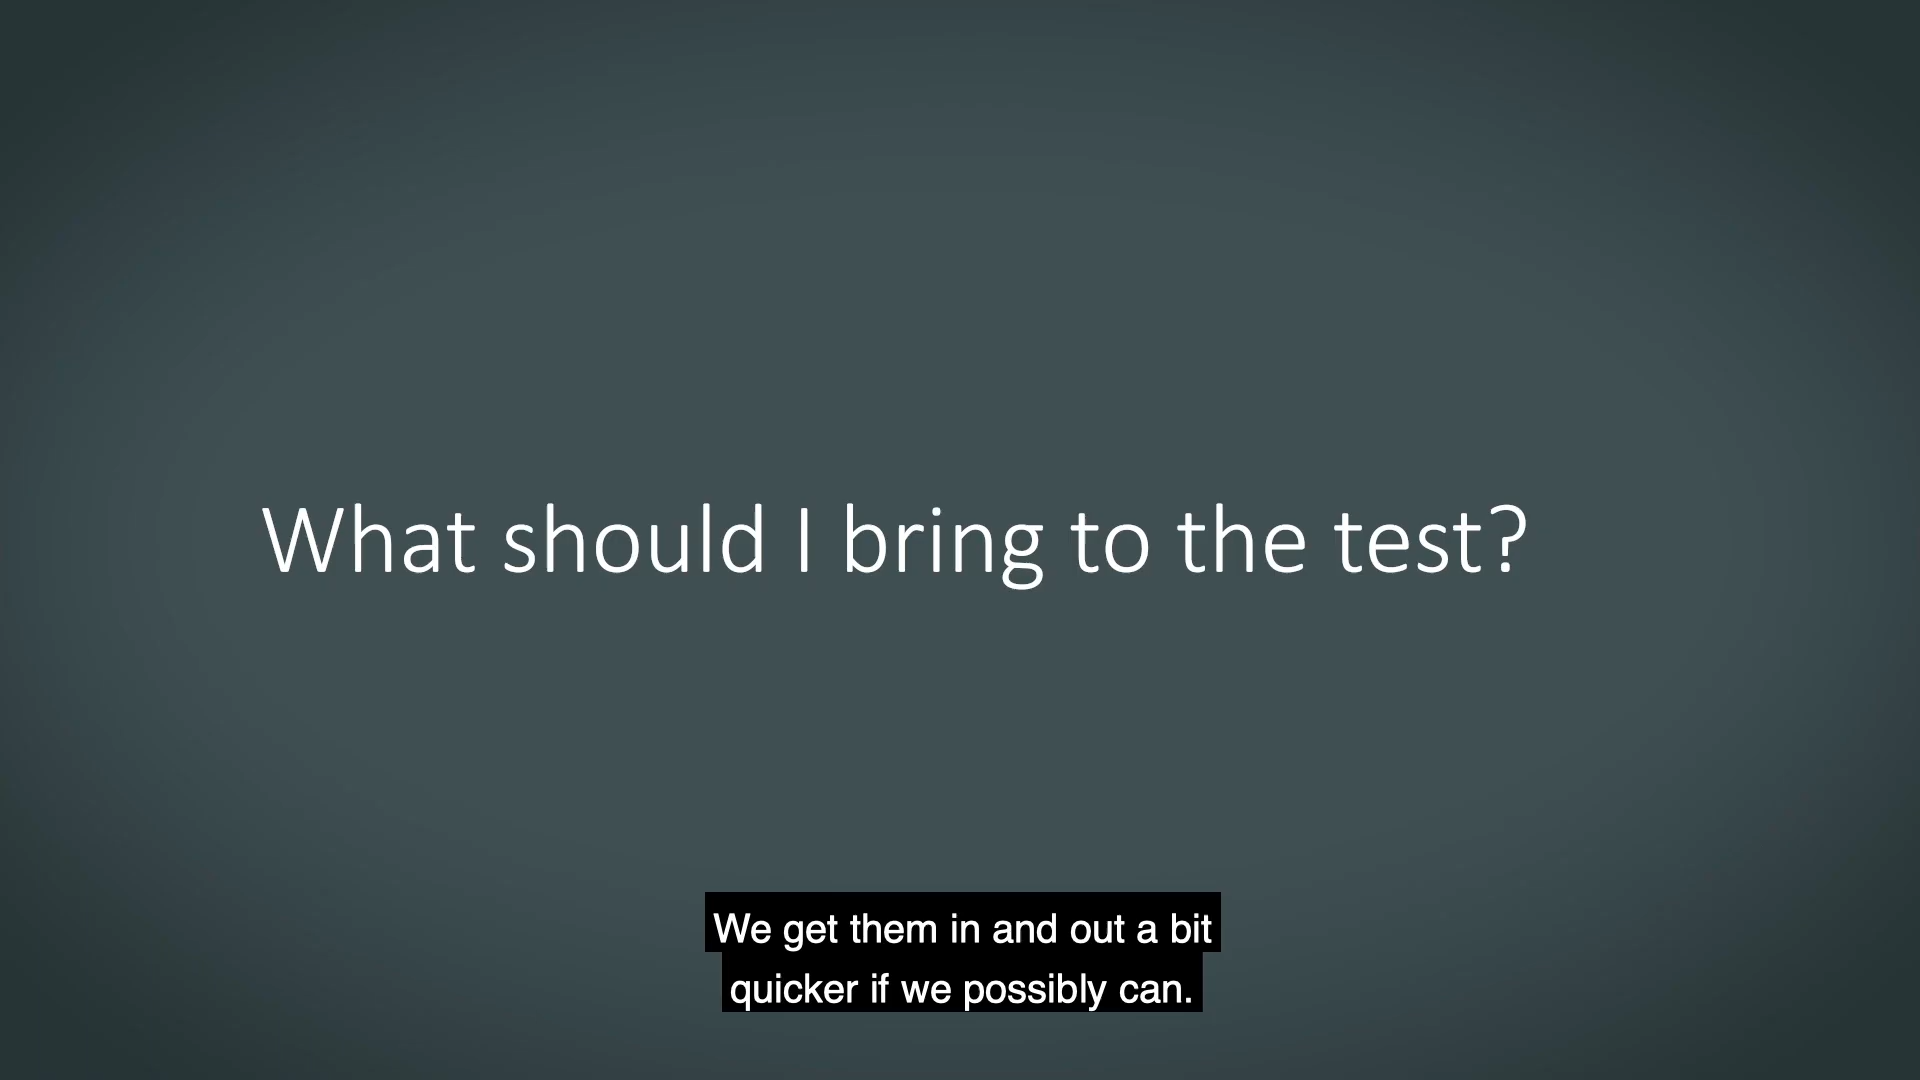 What should I bring to the test?
We get them in and out a bit
quicker if we possibly can.